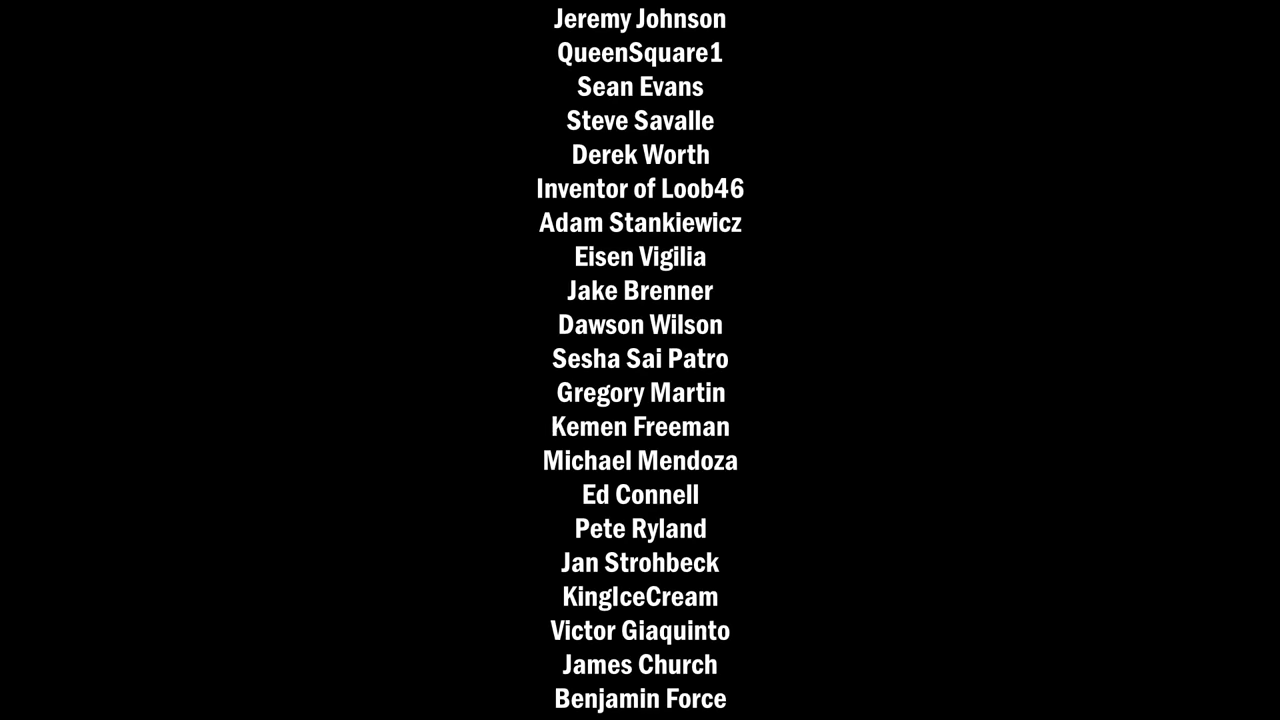 Jeremy Johnson
QueenSquare1
Sean Evans
Steve Savalle
Derek Worth
Inventor of Loob46
Adam Stankiewicz
Eisen Vigilia
Jake Brenner
Dawson Wilson
Sesha Sai Patro
Gregory Martin
Kemen Freeman
Michael Mendoza
Ed Connell
Pete Ryland
Jan Strohbeck
KingIceCream
Victor Giaquinto
James Church
Benjamin Force